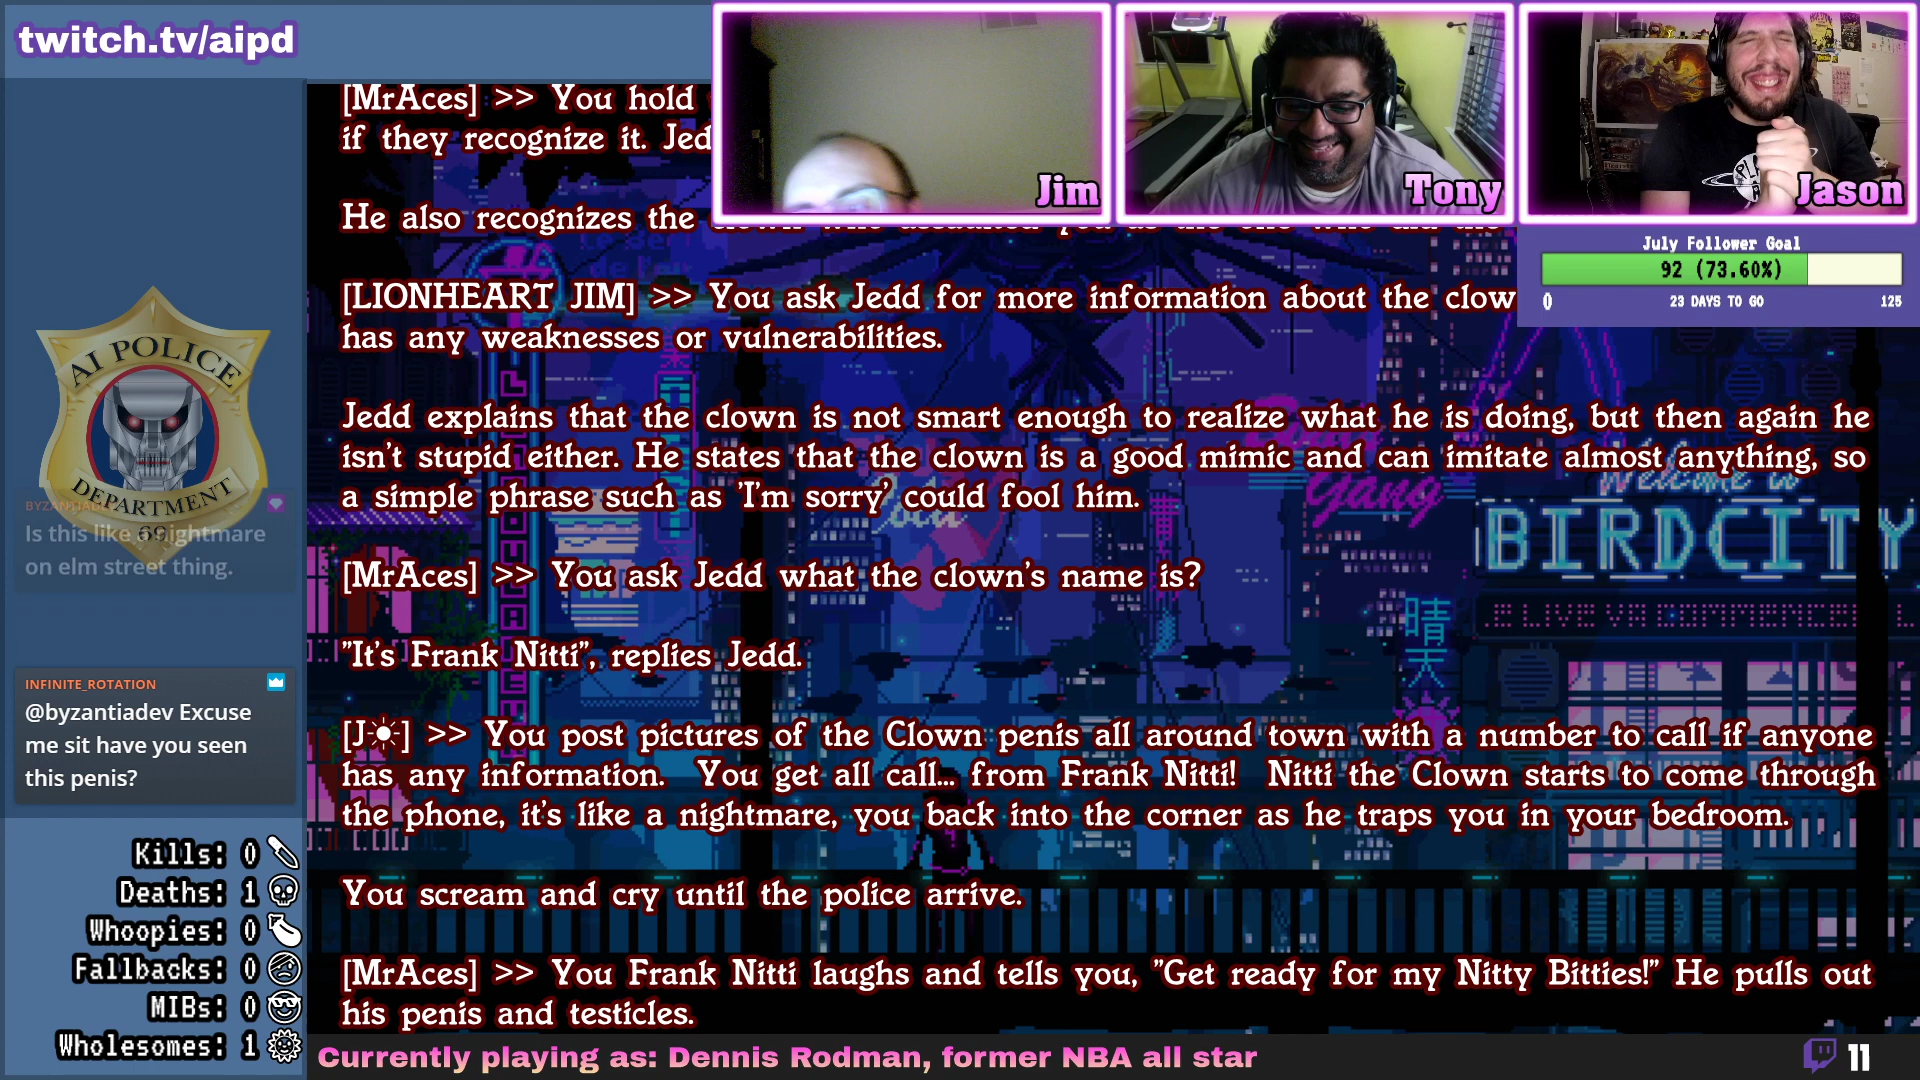 twitch.tv/aipd
Jim
Tony
Jason
July Follower Goal
92 (73.60%)
0
23 DAYS TO GO
125
[MrAces] >> You hold
if they recognize it. Jed
He also recognizes the
[LIONHEART JIM] >> You ask Jedd for more information about the clow
has any weaknesses or vulnerabilities.
Jedd explains that the clown is not smart enough to realize what he is doing, but then again he
isn't stupid either. He states that the clown is a good mimic and can imitate almost anything, so
a simple phrase such as 'I'm sorry' could fool him.
[MrAces] >> You ask Jedd what the clown's name is?
"It's Frank Nitti", replies Jedd.
[J☀] >> You post pictures of the Clown penis all around town with a number to call if anyone
has any information. You get all call... from Frank Nitti! Nitti the Clown starts to come through
the phone, it's like a nightmare, you back into the corner as he traps you in your bedroom.
You scream and cry until the police arrive.
[MrAces] >> You Frank Nitti laughs and tells you, "Get ready for my Nitty Bitties!" He pulls out
his penis and testicles.
AI POLICE
DEPARTMENT
69
Is this like a nightmare
on elm street thing.
INFINITE_ROTATION
@byzantiadev Excuse
me sit have you seen
this penis?
Kills: 0
Deaths: 1
Whoopies: 0
Fallbacks: 0
MIBs: 0
Wholesomes: 1
Welcome to
BIRDCITY
gang
晴天
Currently playing as: Dennis Rodman, former NBA all star
11